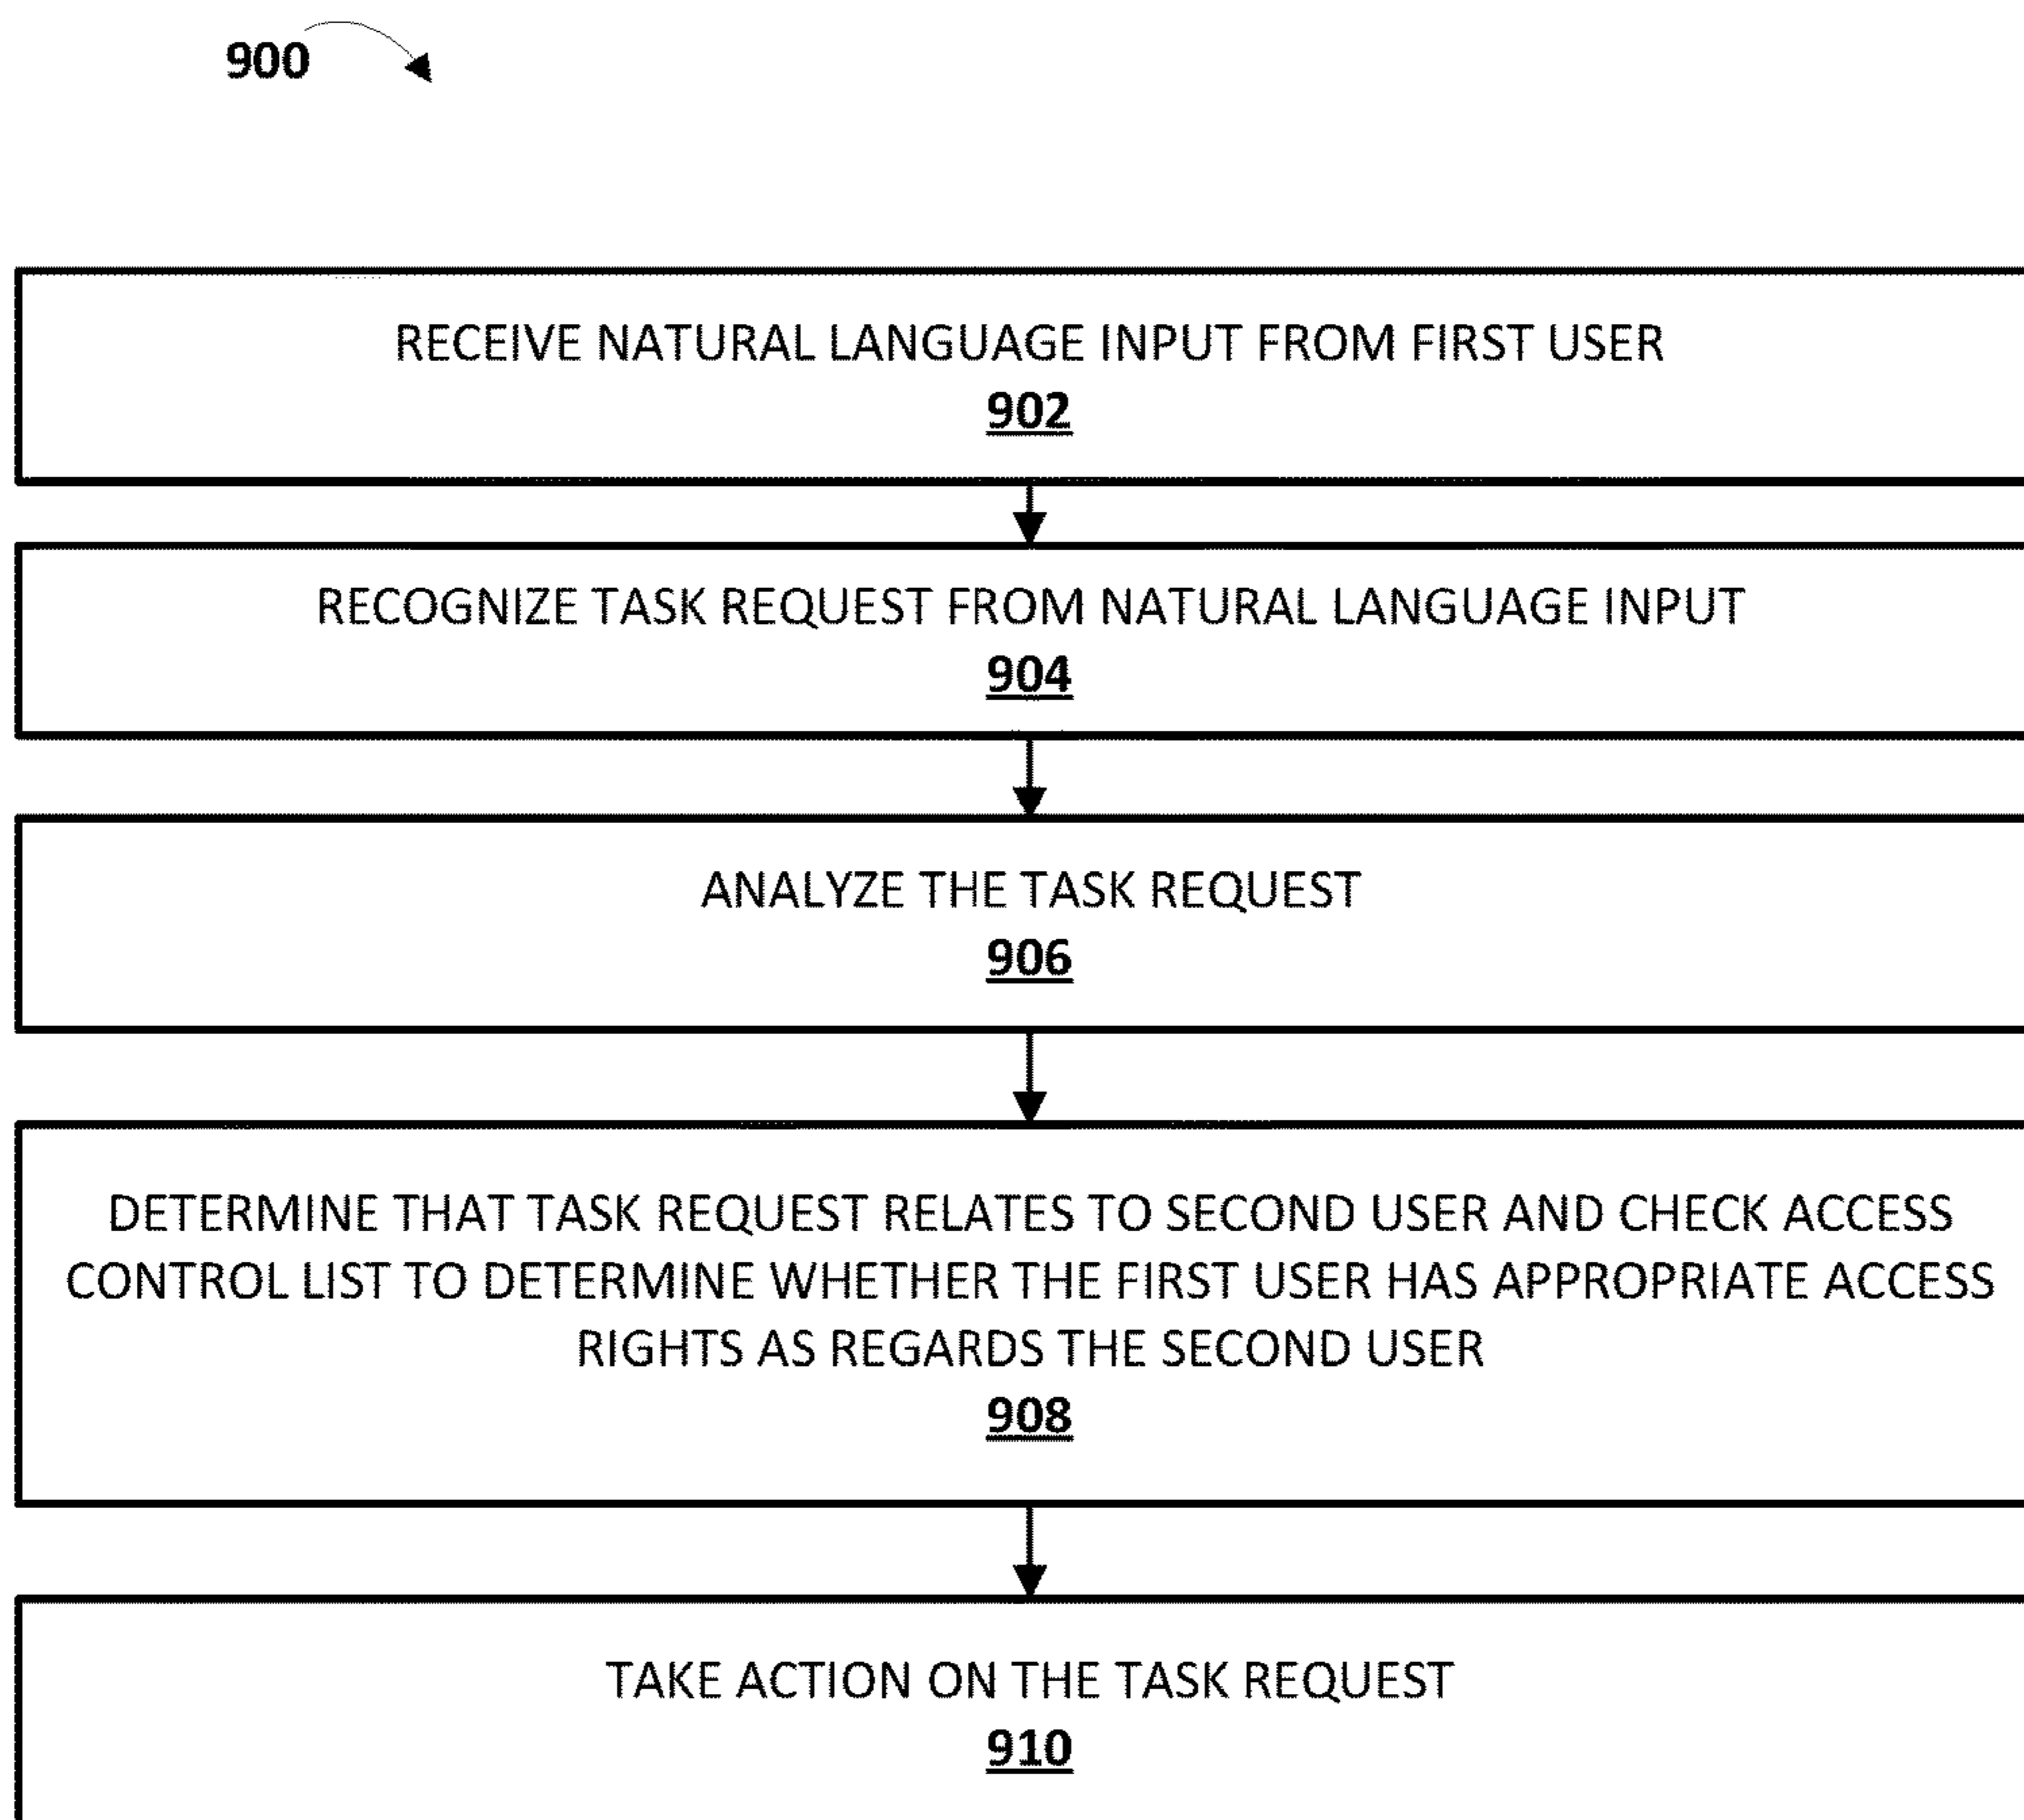 900
RECEIVE NATURAL LANGUAGE INPUT FROM FIRST USER
902
RECOGNIZE TASK REQUEST FROM NATURAL LANGUAGE INPUT
904
ANALYZE THE TASK REQUEST
906
DETERMINE THAT TASK REQUEST RELATES TO SECOND USER AND CHECK ACCESS
CONTROL LIST TO DETERMINE WHETHER THE FIRST USER HAS APPROPRIATE ACCESS
RIGHTS AS REGARDS THE SECOND USER
908
TAKE ACTION ON THE TASK REQUEST
910